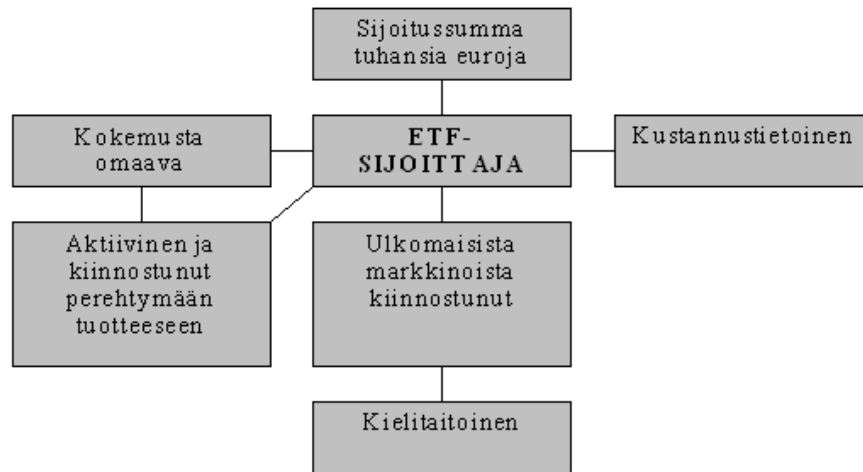 Sijoitussumma
tuhansia euroja
Kokemusta
omaava
ETF-
SIJOITTAJA
Kustannustietoinen
Aktiivinen ja
kiinnostunut
perehtymään
tuotteeseen
Ulkomaisista
markkinoista
kiinnostunut
Kielitaitoinen